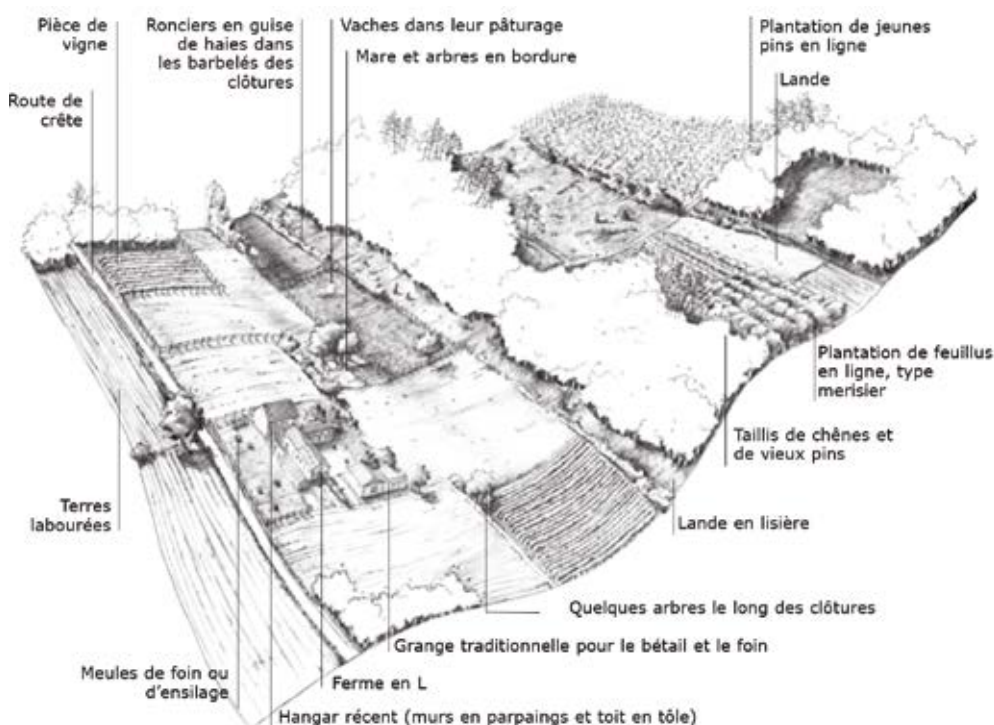 Pièce de
vigne
Ronciers en guise
de haies dans
les barbelés des
clôtures
Vaches dans leur pâturage
Mare et arbres en bordure
Plantation de jeunes
pins en ligne
Lande
Route de
crête
Plantation de feuillus
en ligne, type
merisier
Taillis de chênes et
de vieux pins
Terres
labourées
Lande en lisière
Quelques arbres le long des clôtures
Grange traditionnelle pour le bétail et le foin
Meules de foin ou
d'ensilage
Ferme en L
Hangar récent (murs en parpaings et toit en tôle)